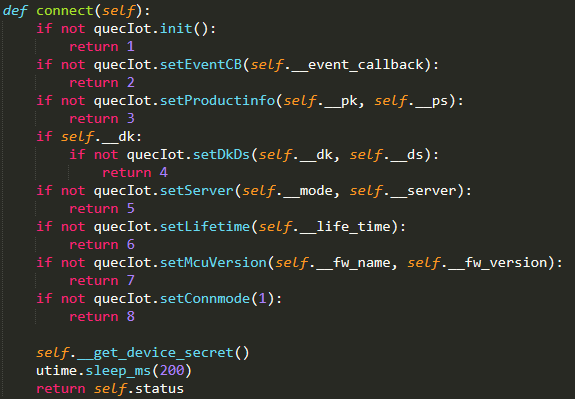 def connect(self):
    if not quecIot.init():
        return 1
    if not quecIot.setEventCB(self.__event_callback):
        return 2
    if not quecIot.setProductinfo(self.__pk, self.__ps):
        return 3
    if self.__dk:
        if not quecIot.setDkDs(self.__dk, self.__ds):
            return 4
    if not quecIot.setServer(self.__mode, self.__server):
        return 5
    if not quecIot.setLifetime(self.__life_time):
        return 6
    if not quecIot.setMcuVersion(self.__fw_name, self.__fw_version):
        return 7
    if not quecIot.setConnmode(1):
        return 8

    self.__get_device_secret()
    utime.sleep_ms(200)
    return self.status